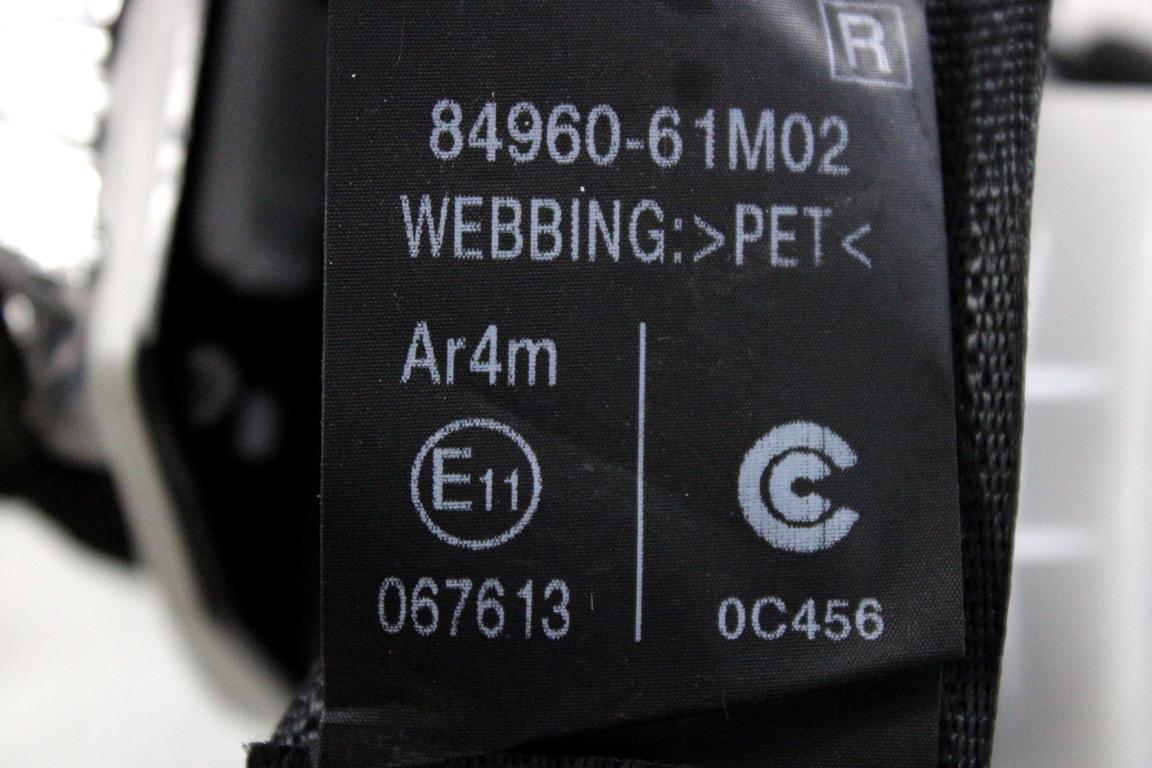 R
84960-61M02
WEBBING:>PET<
Ar4m
E11
067613
C
0C456